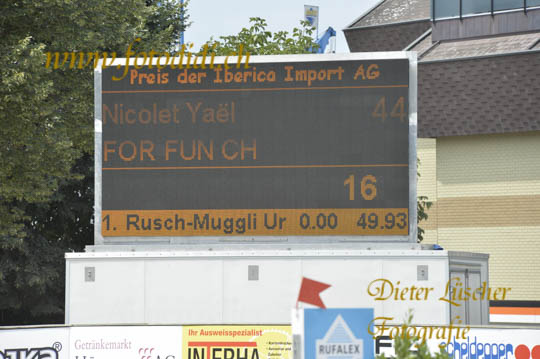 www.fotodidi.ch
Preis der Iberica Import AG
Nicolet Yaël 44
FOR FUN CH
16
1. Rusch-Muggli Ur 0.00 49.93
Dieter Lüscher
Fotografie
Getränkemarkt
Ihr Ausweisspezialist
INTERHA
RUFALEX